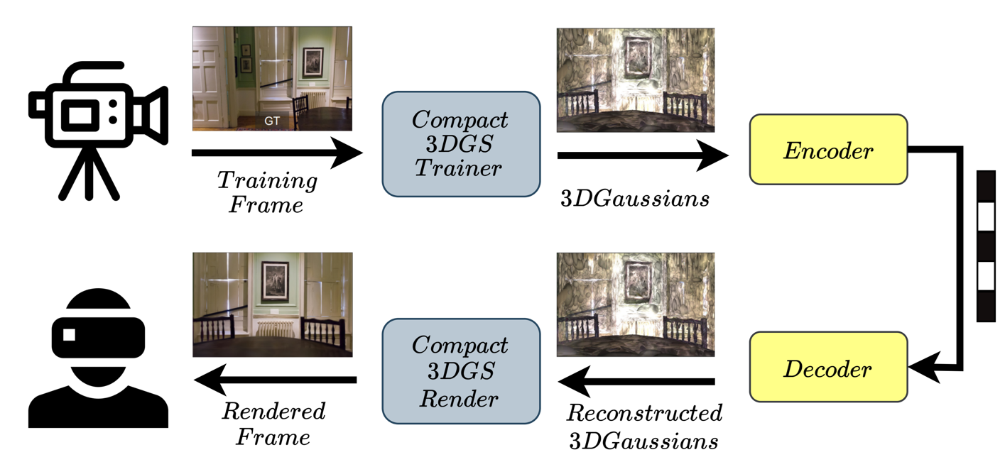 GT
Training
Frame
Compact
3DGS
Trainer
3DGaussians
Encoder
Rendered
Frame
Compact
3DGS
Render
Reconstructed
3DGaussians
Decoder